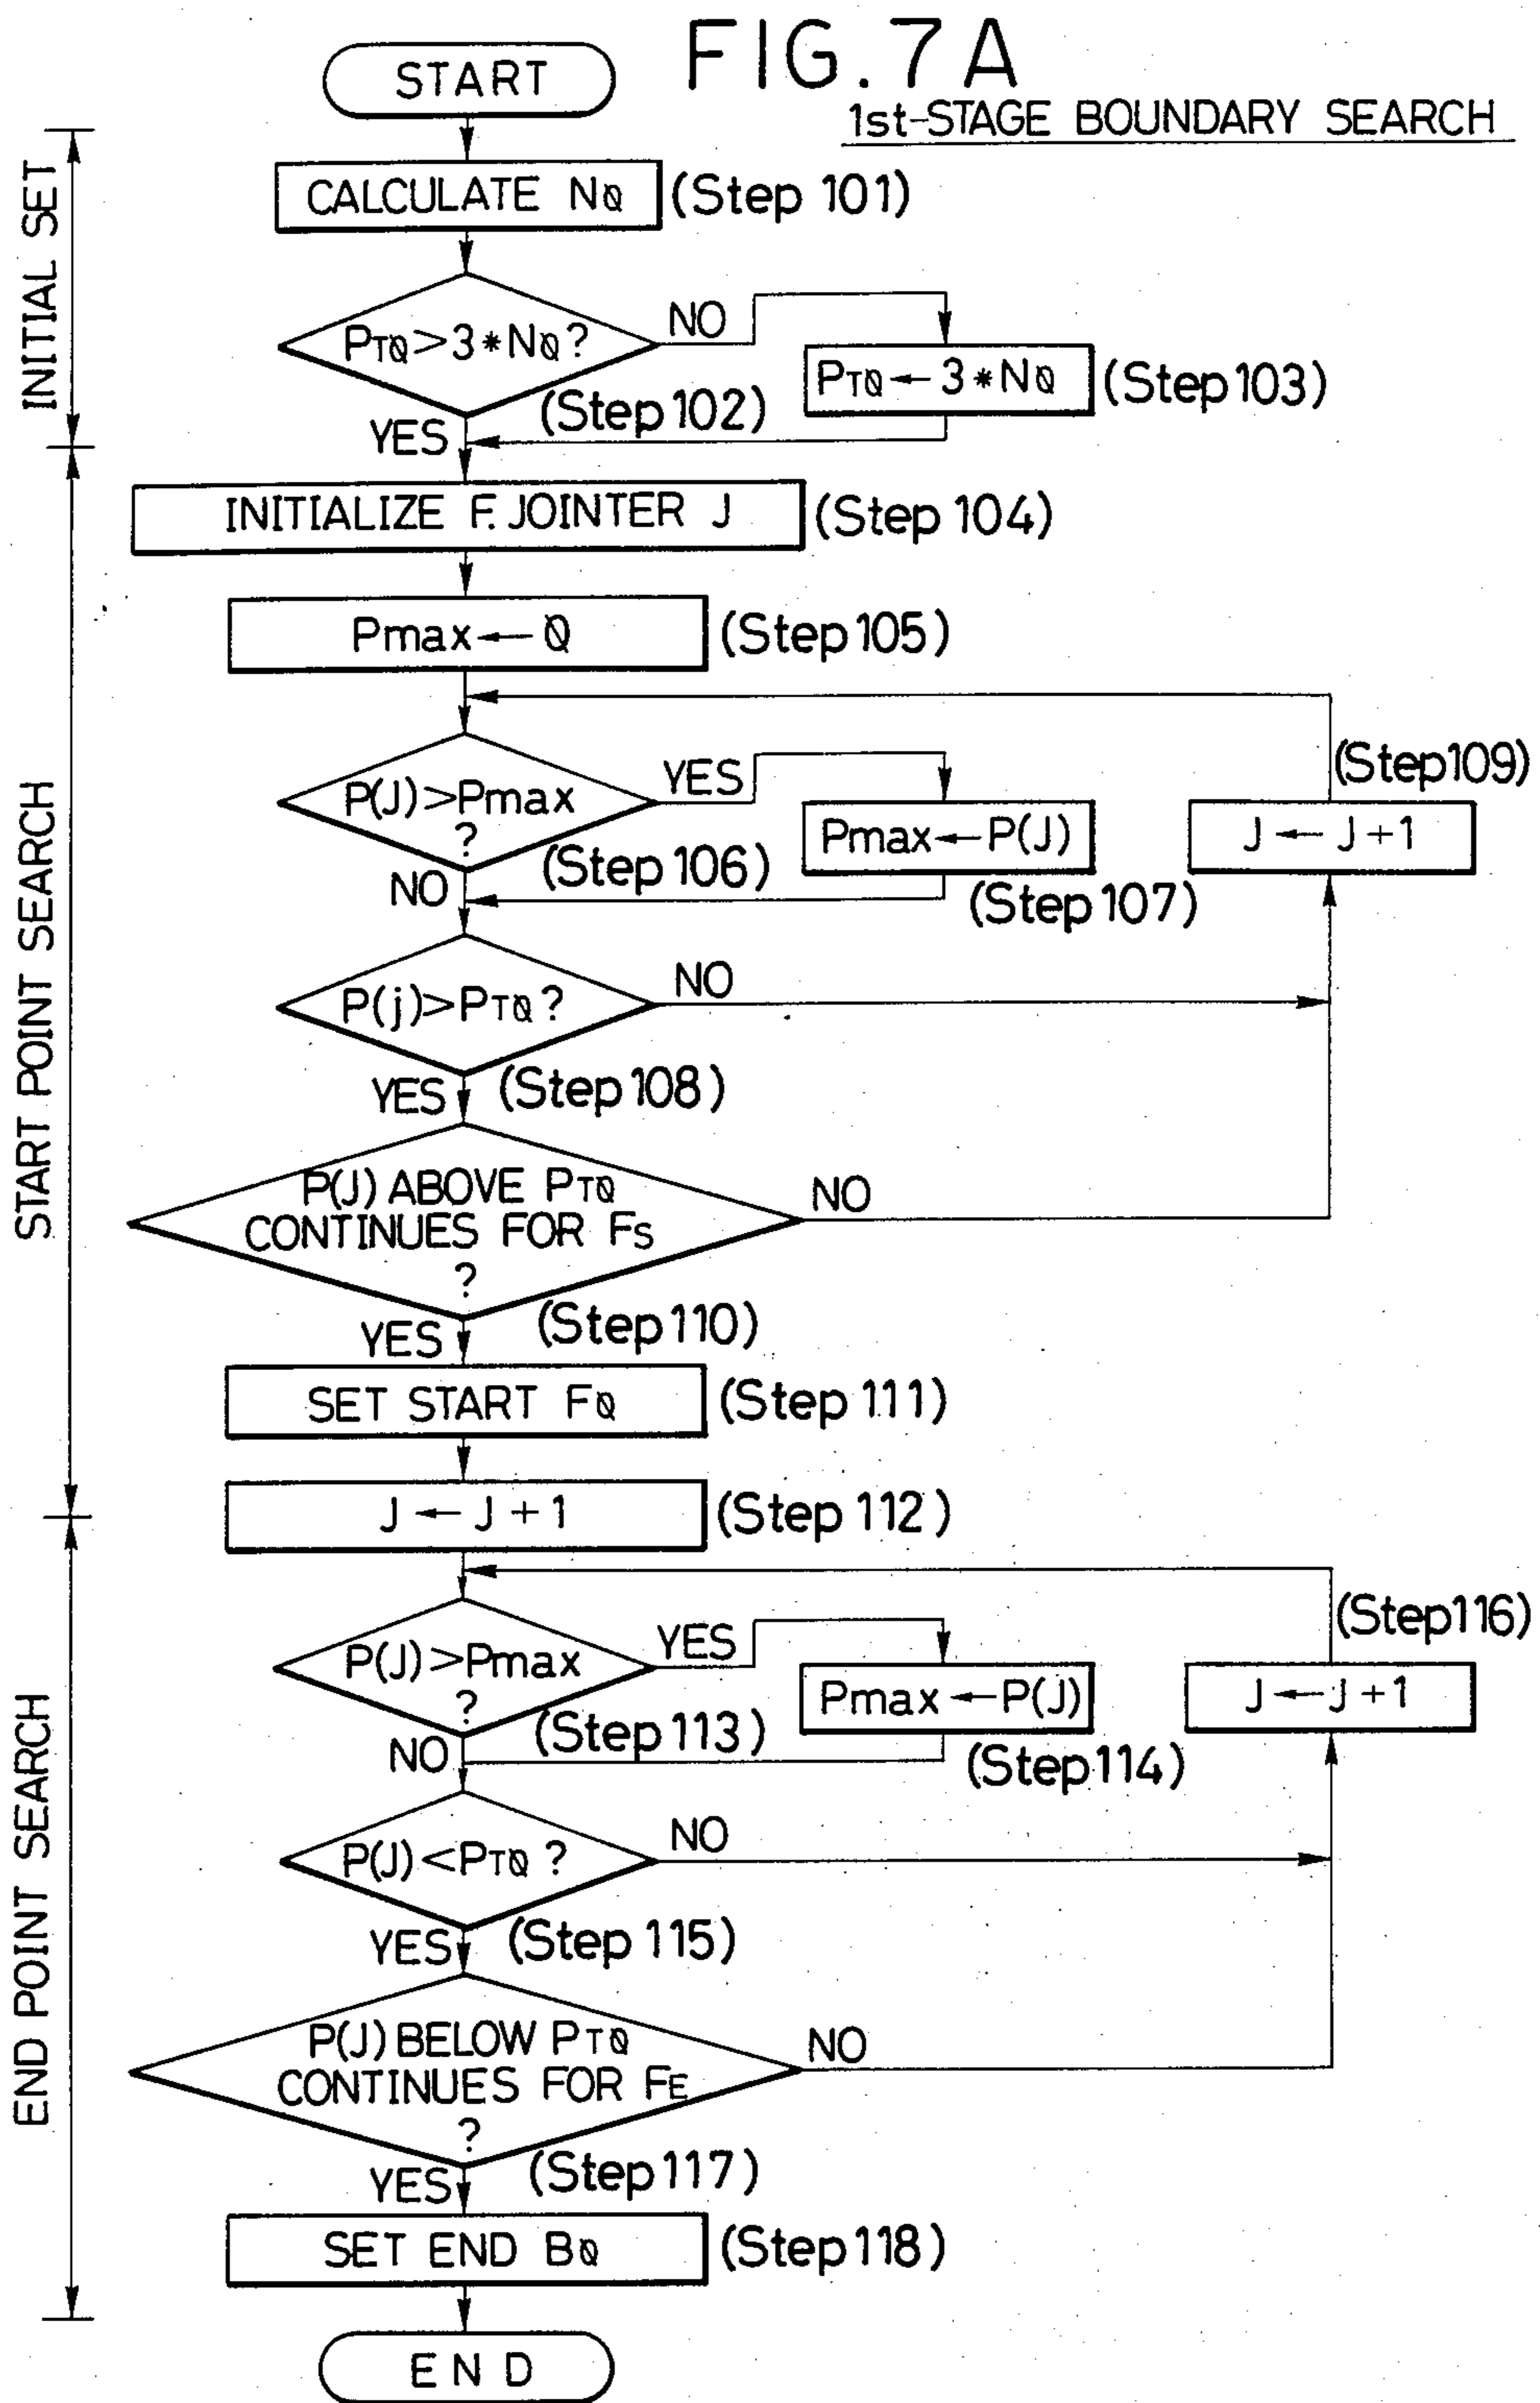 FIG. 7A
1st-STAGE BOUNDARY SEARCH
START
INITIAL SET
CALCULATE N0 (Step 101)
PT0>3*N0?
NO
(Step 102)
YES
PT0←3*N0 (Step 103)
START POINT SEARCH
INITIALIZE F.JOINTER J (Step 104)
Pmax←0 (Step 105)
P(J)>Pmax
?
YES
(Step 106)
NO
Pmax←P(J)
(Step 107)
(Step 109)
J←J+1
P(j)>PT0?
NO
YES
(Step 108)
P(J) ABOVE PT0
CONTINUES FOR FS
?
NO
YES
(Step 110)
SET START F0 (Step 111)
J←J+1 (Step 112)
END POINT SEARCH
P(J)>Pmax
?
YES
(Step 113)
NO
Pmax←P(J)
(Step 114)
(Step 116)
J←J+1
P(J)<PT0?
NO
YES
(Step 115)
P(J) BELOW PT0
CONTINUES FOR FE
?
NO
YES
(Step 117)
SET END B0 (Step 118)
END